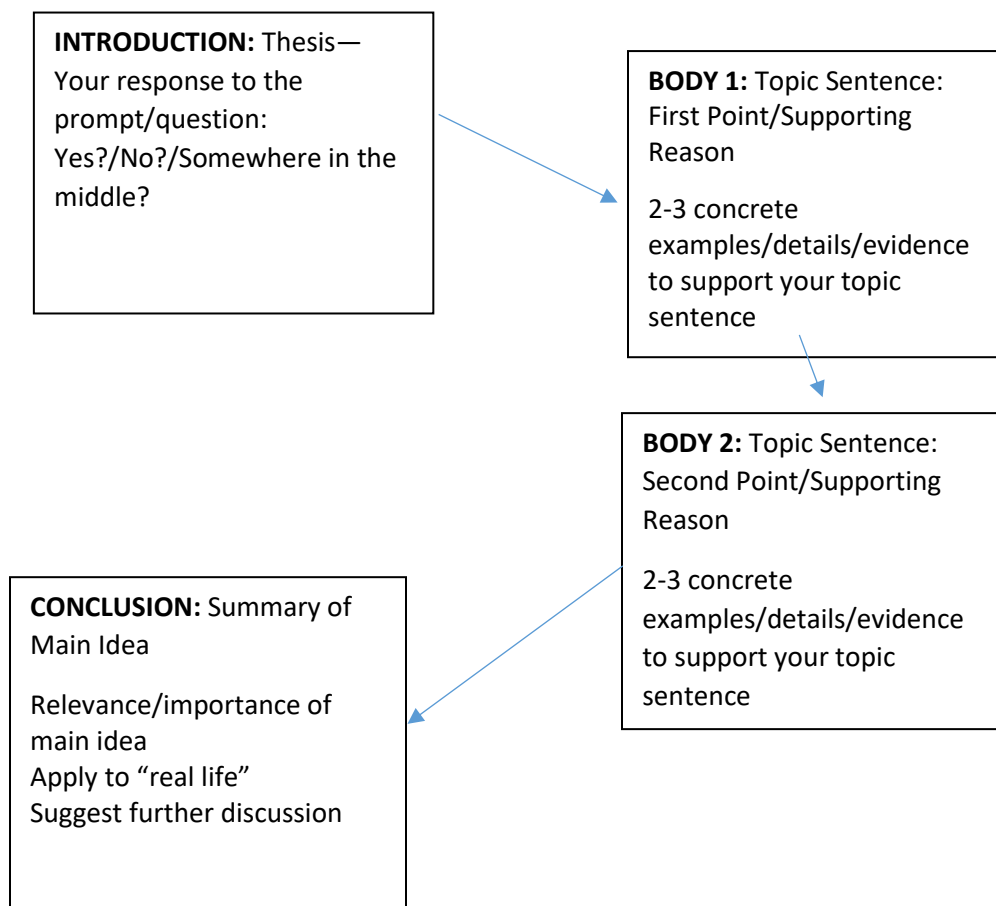 INTRODUCTION: Thesis—
Your response to the
prompt/question:
Yes?/No?/Somewhere in the
middle?
BODY 1: Topic Sentence:
First Point/Supporting
Reason
2-3 concrete
examples/details/evidence
to support your topic
sentence
BODY 2: Topic Sentence:
Second Point/Supporting
Reason
2-3 concrete
examples/details/evidence
to support your topic
sentence
CONCLUSION: Summary of
Main Idea
Relevance/importance of
main idea
Apply to “real life”
Suggest further discussion